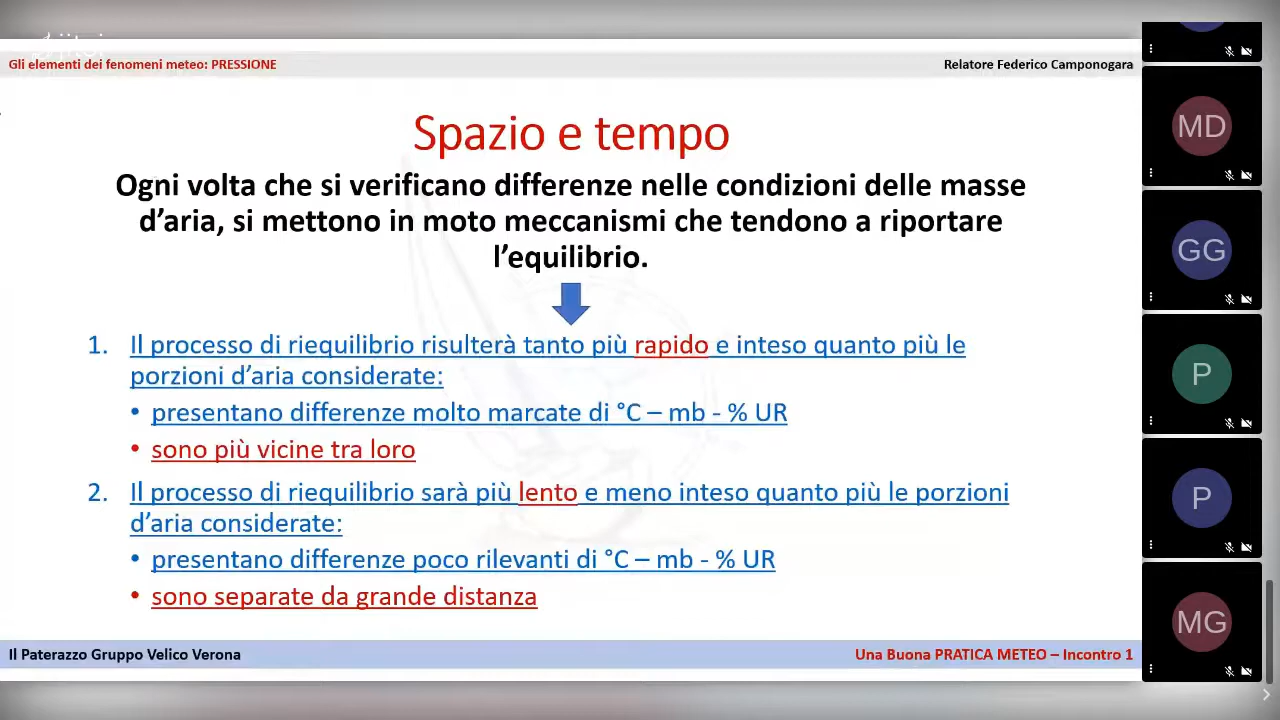 Gli elementi dei fenomeni meteo: PRESSIONE
Relatore Federico Camponogara
Spazio e tempo
Ogni volta che si verificano differenze nelle condizioni delle masse
d’aria, si mettono in moto meccanismi che tendono a riportare
l’equilibrio.
1. Il processo di riequilibrio risulterà tanto più rapido e inteso quanto più le
porzioni d’aria considerate:
• presentano differenze molto marcate di °C – mb - % UR
• sono più vicine tra loro
2. Il processo di riequilibrio sarà più lento e meno inteso quanto più le porzioni
d’aria considerate:
• presentano differenze poco rilevanti di °C – mb - % UR
• sono separate da grande distanza
Il Paterazzo Gruppo Velico Verona
Una Buona PRATICA METEO – Incontro 1
MD
GG
P
P
MG